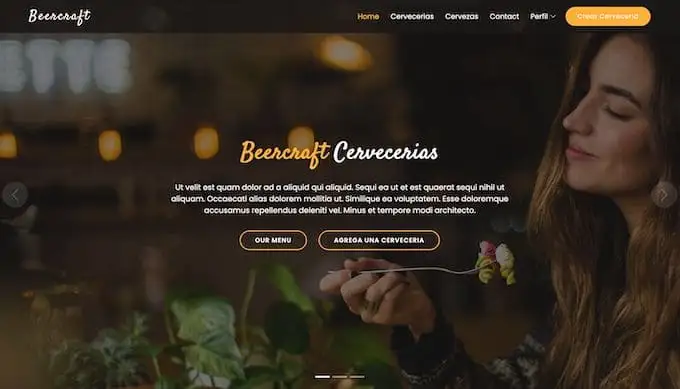 Beercraft
Home Cervecerias Cervezas Contact Perfil Crear Cerveceria
Beercraft Cervecerias
Ut velit est quam dolor ad a aliquid qui aliquid. Sequi ea ut et est quaerat sequi nihil ut
aliquam. Occaecati alias dolorem mollitia ut. Similique ea voluptatem. Esse doloremque
accusamus repellendus deleniti vel. Minus et tempore modi architecto.
OUR MENU AGREGA UNA CERVECERIA